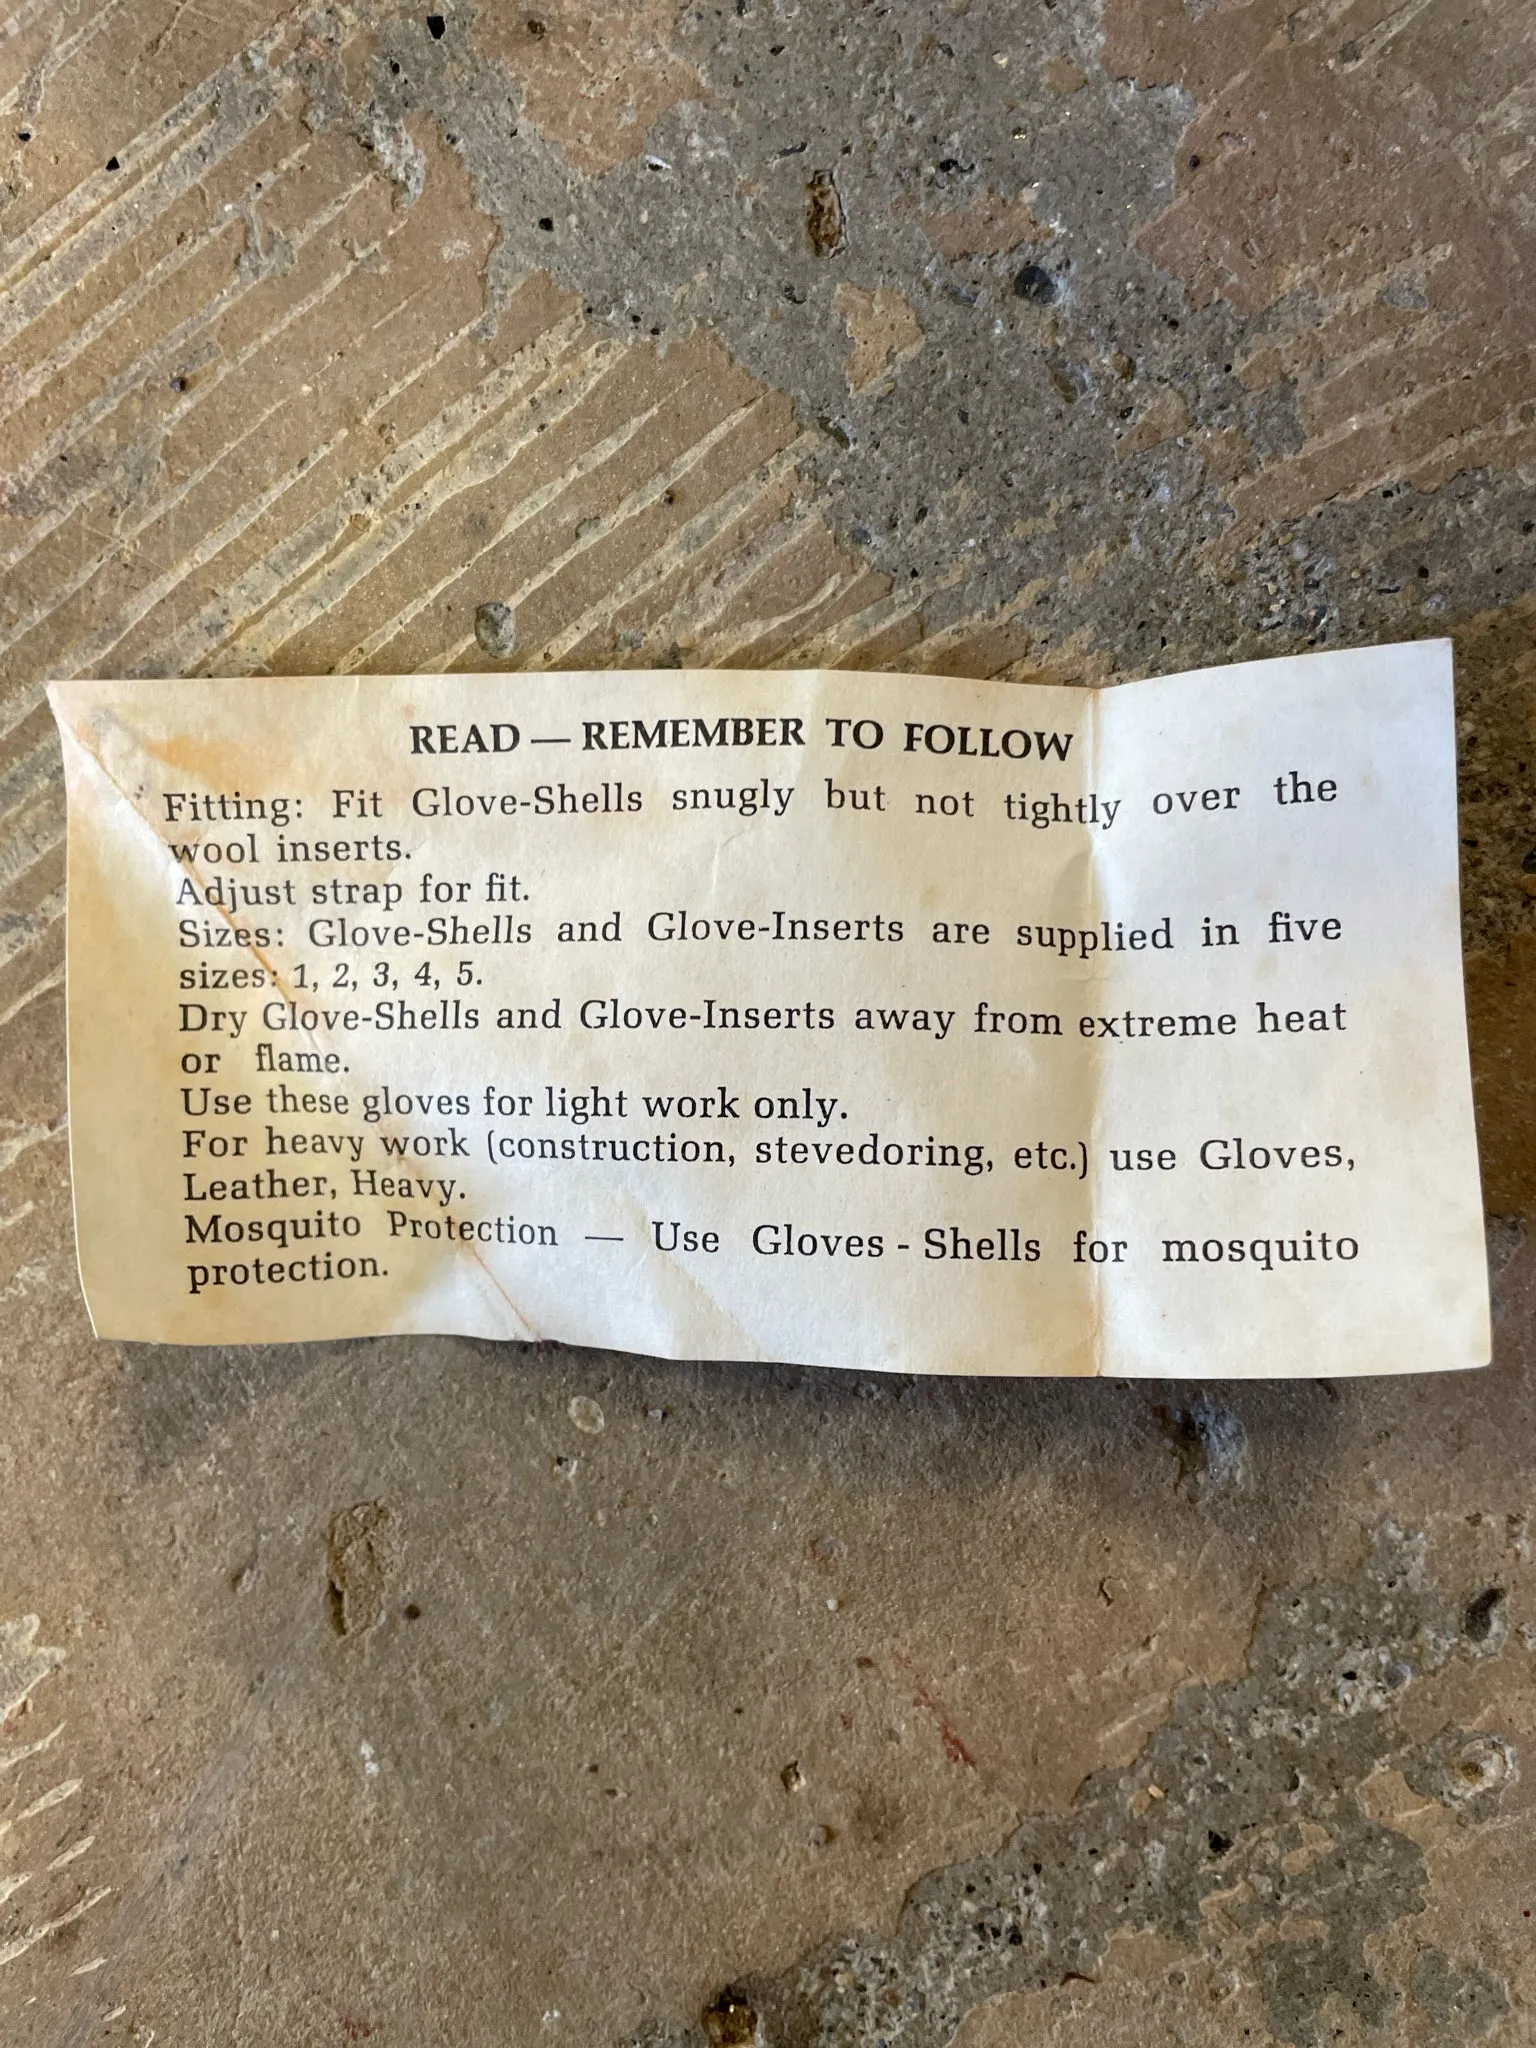 READ — REMEMBER TO FOLLOW
Fitting: Fit Glove-Shells snugly but not tightly over the
wool inserts.
Adjust strap for fit.
Sizes: Glove-Shells and Glove-Inserts are supplied in five
sizes: 1, 2, 3, 4, 5.
Dry Glove-Shells and Glove-Inserts away from extreme heat
or flame.
Use these gloves for light work only.
For heavy work (construction, stevedoring, etc.) use Gloves,
Leather, Heavy.
Mosquito Protection — Use Gloves - Shells for mosquito
protection.